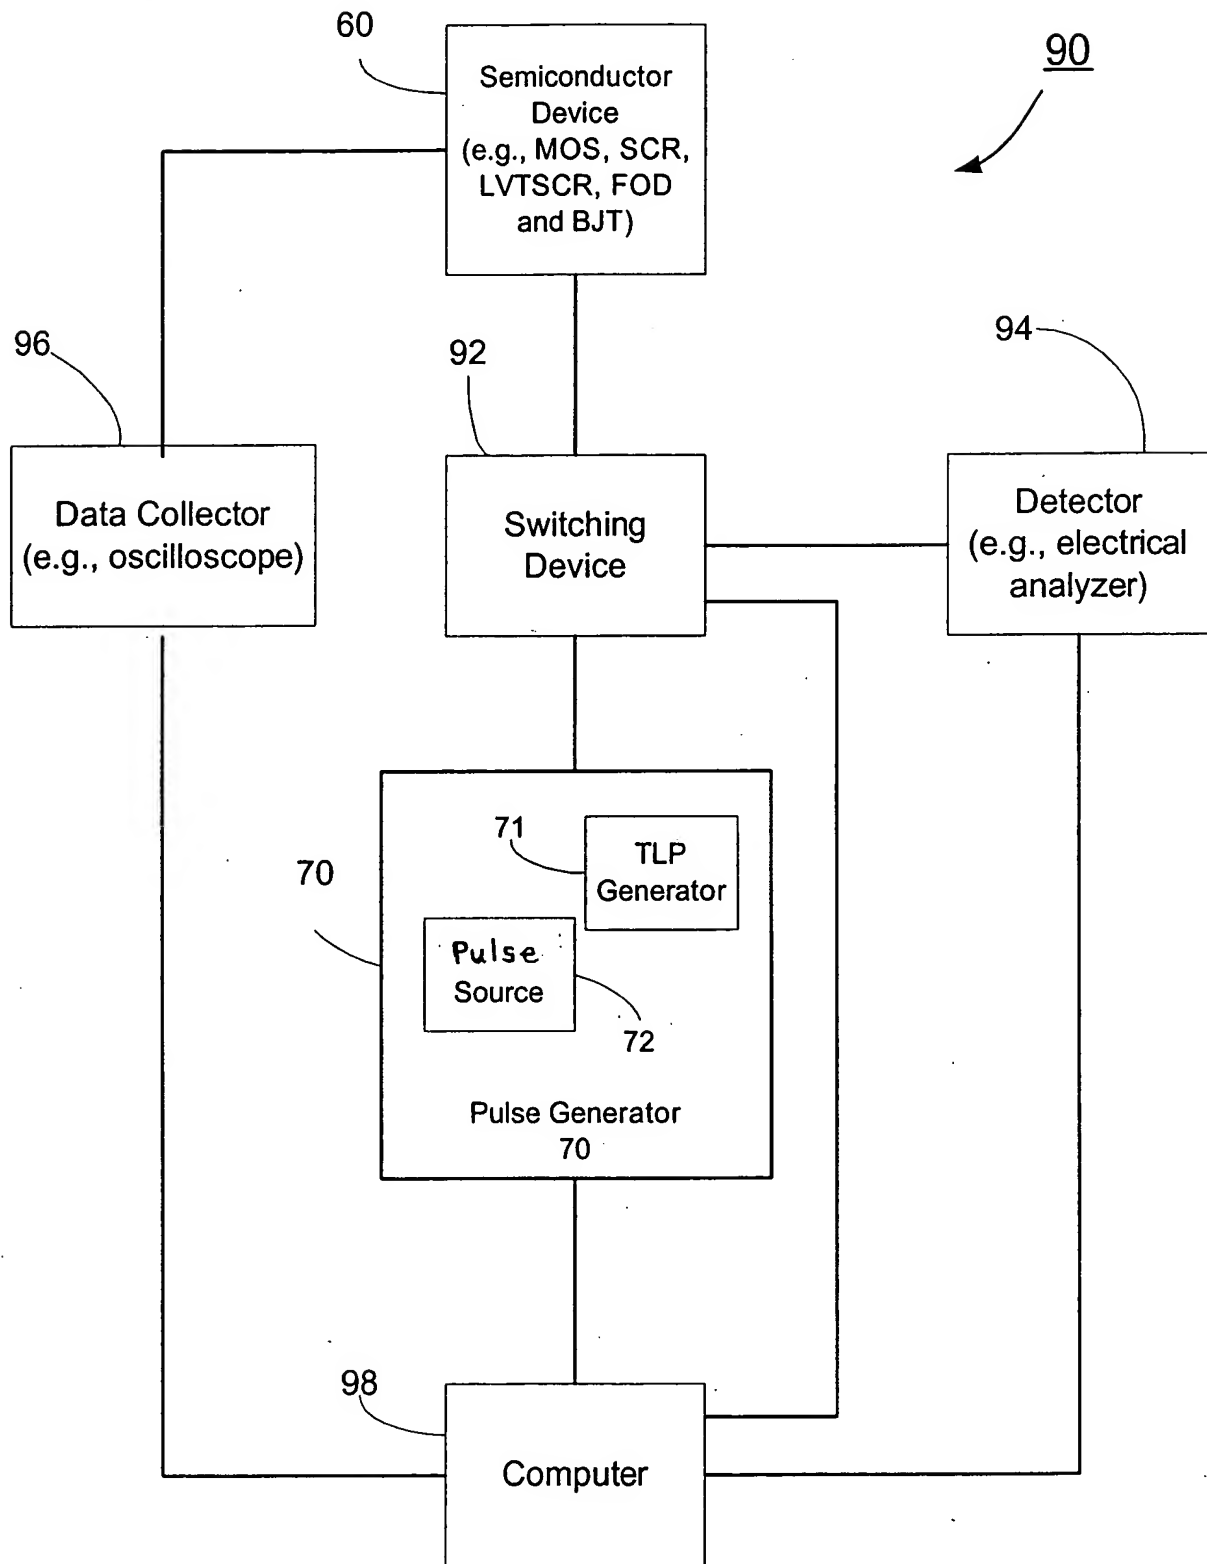 60
90
Semiconductor
Device
(e.g., MOS, SCR,
LVTSCR, FOD
and BJT)
96
92
94
Data Collector
(e.g., oscilloscope)
Switching
Device
Detector
(e.g., electrical
analyzer)
71
TLP
Generator
70
Pulse
Source
72
Pulse Generator
70
98
Computer